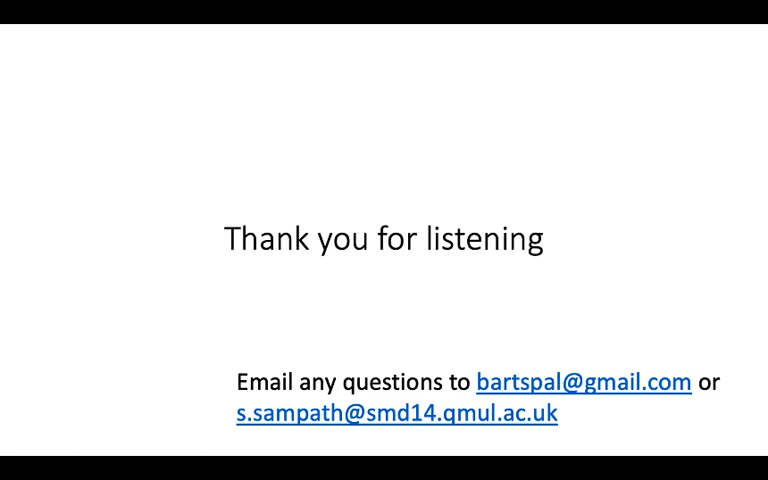 Thank you for listening
Email any questions to bartspal@gmail.com or
s.sampath@smd14.qmul.ac.uk